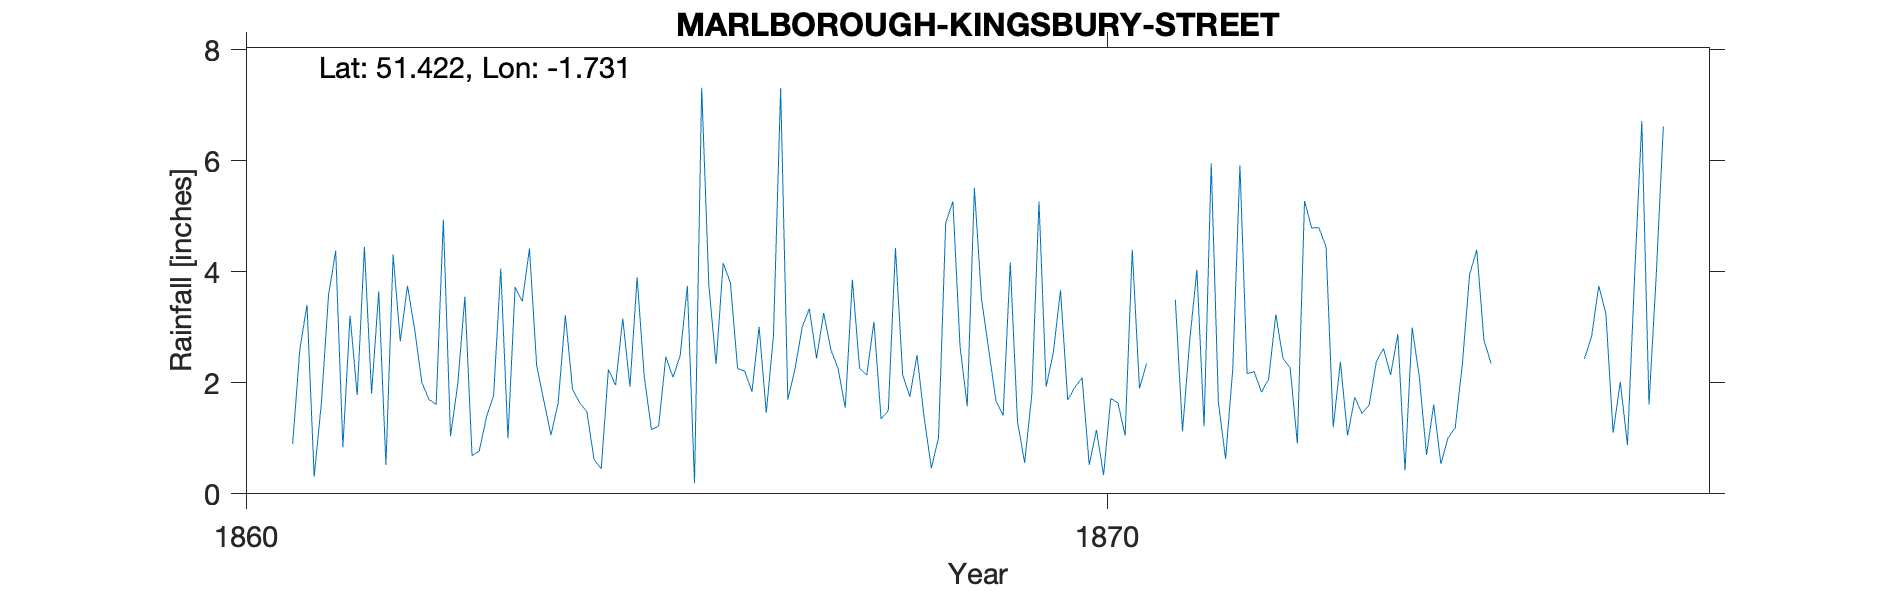 MARLBOROUGH-KINGSBURY-STREET
Lat: 51.422, Lon: -1.731
8
6
4
2
0
Rainfall [inches]
1860
1870
Year